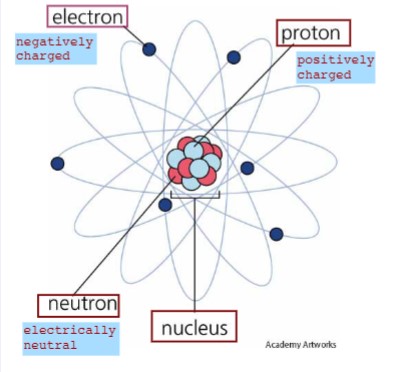 electron
negatively
charged
proton
positively
charged
neutron
electrically
neutral
nucleus
Academy Artworks